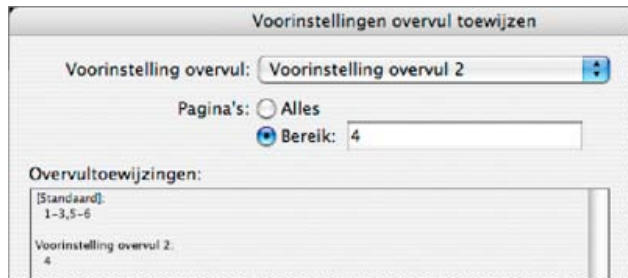 Voorinstellingen overvul toewijzen
Voorinstelling overvul: Voorinstelling overvul 2
Pagina's: Alles
Bereik: 4
Overvultoewijzingen:
[Standaard]:
1-3,5-6
Voorinstelling overvul 2:
4